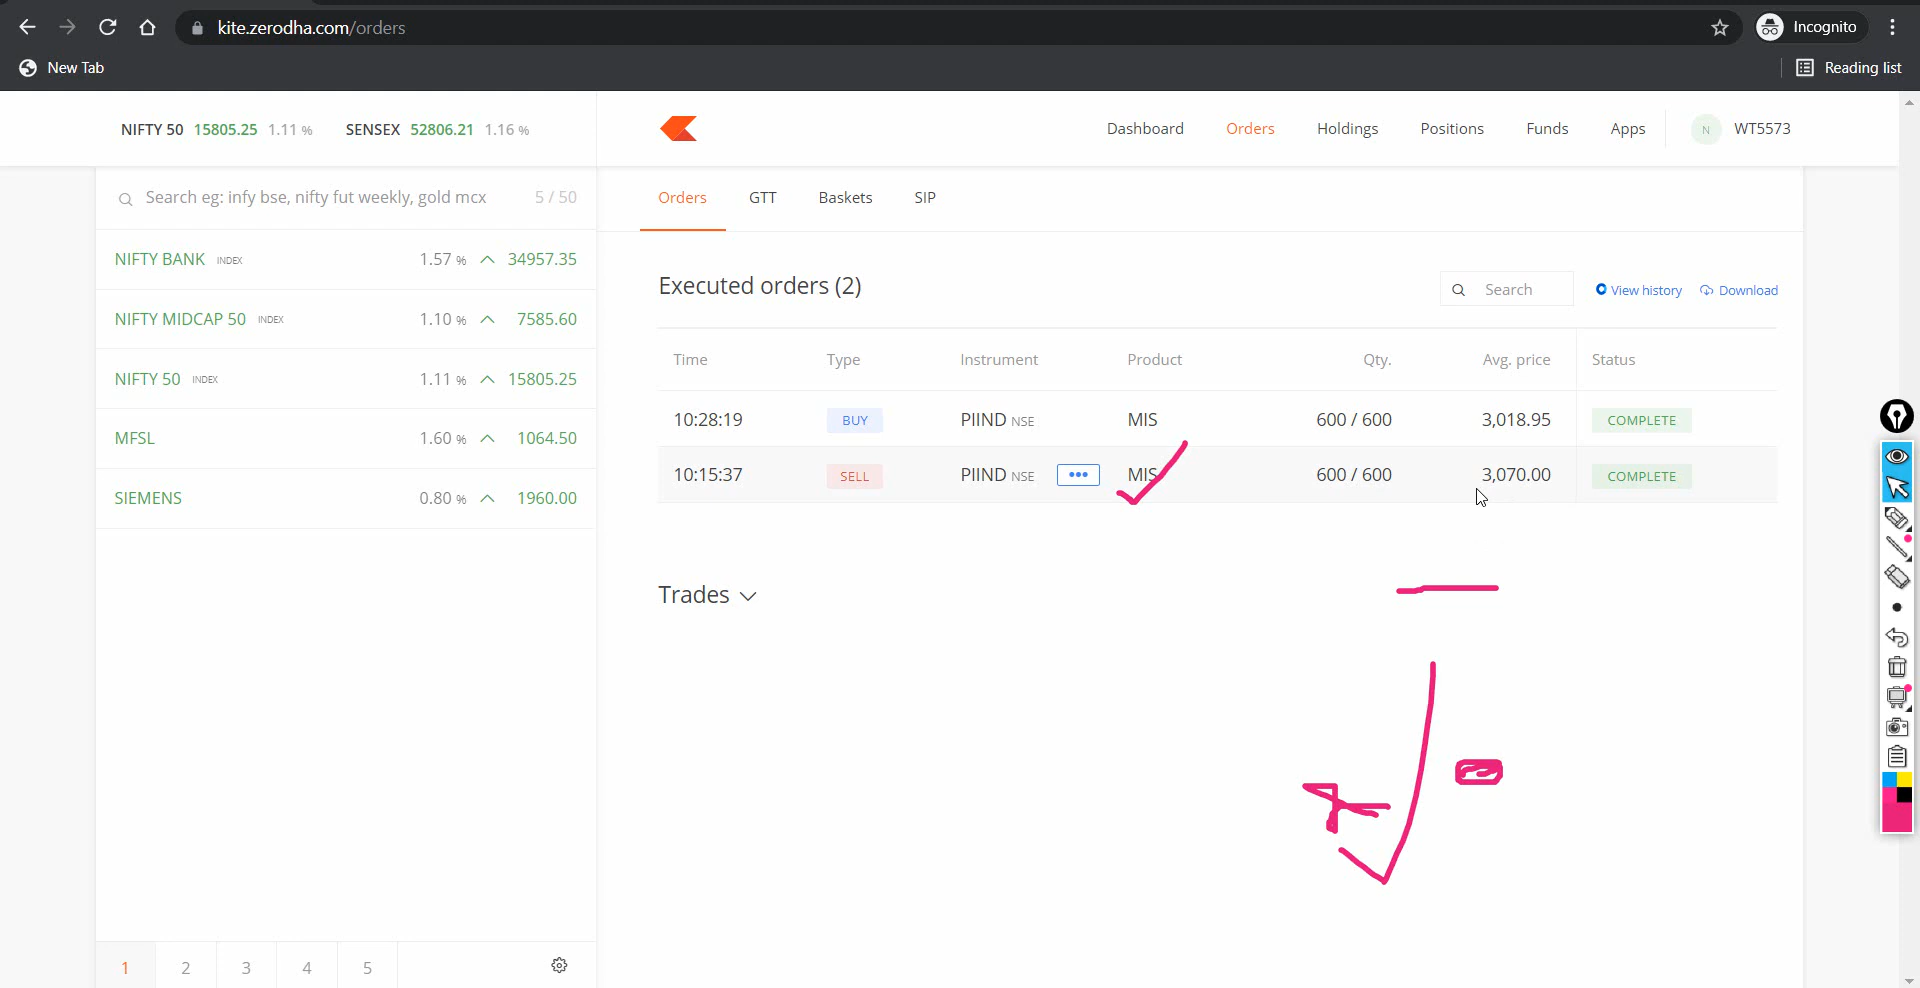 kite.zerodha.com/orders
Incognito
New Tab
Reading list
NIFTY 50 15805.25 1.11 % SENSEX 52806.21 1.16 %
Dashboard Orders Holdings Positions Funds Apps N WT5573
Search eg: infy bse, nifty fut weekly, gold mcx 5 / 50
Orders GTT Baskets SIP
NIFTY BANK INDEX 1.57 % 34957.35
NIFTY MIDCAP 50 INDEX 1.10 % 7585.60
NIFTY 50 INDEX 1.11 % 15805.25
MFSL 1.60 % 1064.50
SIEMENS 0.80 % 1960.00
1 2 3 4 5
Executed orders (2)
Search View history Download
Time Type Instrument Product Qty. Avg. price Status
10:28:19 BUY PIIND NSE MIS 600 / 600 3,018.95 COMPLETE
10:15:37 SELL PIIND NSE ••• MIS 600 / 600 3,070.00 COMPLETE
Trades